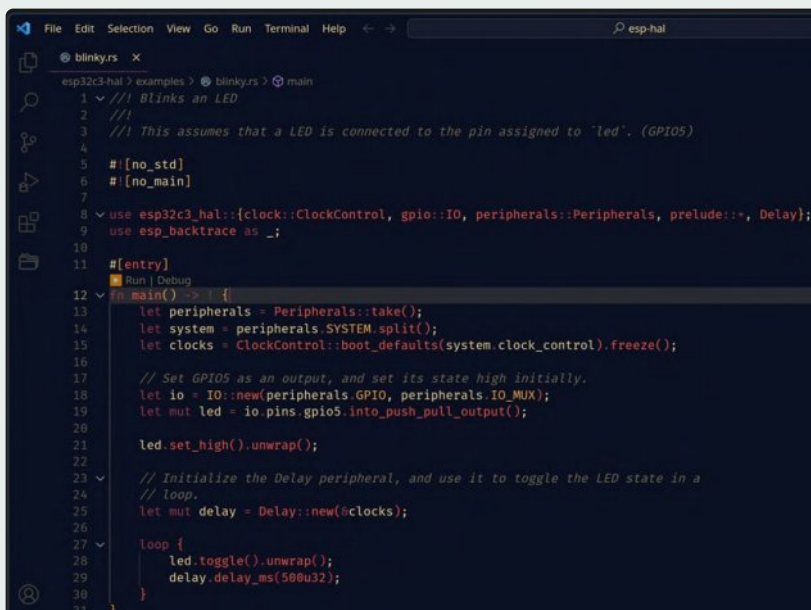 File Edit Selection View Go Run Terminal Help esp-hal
blinky.rs
esp32c3-hal > examples > blinky.rs > main
1 //! Blinks an LED
2 //!
3 //! This assumes that a LED is connected to the pin assigned to `led`. (GPIO5)
4
5 #![no_std]
6 #![no_main]
7
8 use esp32c3_hal::{clock::ClockControl, gpio::IO, peripherals::Peripherals, prelude::*, Delay};
9 use esp_backtrace as _;
10
11 #[entry]
Run | Debug
12 fn main() -> ! {
13 let peripherals = Peripherals::take();
14 let system = peripherals.SYSTEM.split();
15 let clocks = ClockControl::boot_defaults(system.clock_control).freeze();
16
17 // Set GPIO5 as an output, and set its state high initially.
18 let io = IO::new(peripherals.GPIO, peripherals.IO_MUX);
19 let mut led = io.pins.gpio5.into_push_pull_output();
20
21 led.set_high().unwrap();
22
23 // Initialize the Delay peripheral, and use it to toggle the LED state in a
24 // loop.
25 let mut delay = Delay::new(&clocks);
26
27 loop {
28 led.toggle().unwrap();
29 delay.delay_ms(500u32);
30 }
31 }